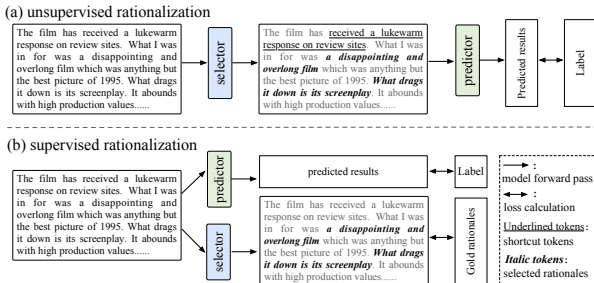 (a) unsupervised rationalization
The film has received a lukewarm
response on review sites. What I was
in for was a disappointing and
overlong film which was anything but
the best picture of 1995. What drags
it down is its screenplay. It abounds
with high production values......
selector
The film has received a lukewarm
response on review sites. What I was
in for was a disappointing and
overlong film which was anything but
the best picture of 1995. What drags
it down is its screenplay. It abounds
with high production values......
predictor
Predicted results
Label
(b) supervised rationalization
The film has received a lukewarm
response on review sites. What I was
in for was a disappointing and
overlong film which was anything but
the best picture of 1995. What drags
it down is its screenplay. It abounds
with high production values......
predictor
predicted results
Label
selector
The film has received a lukewarm
response on review sites. What I was
in for was a disappointing and
overlong film which was anything but
the best picture of 1995. What drags
it down is its screenplay. It abounds
with high production values......
Gold rationales
:
model forward pass
:
loss calculation
Underlined tokens:
shortcut tokens
Italic tokens:
selected rationales